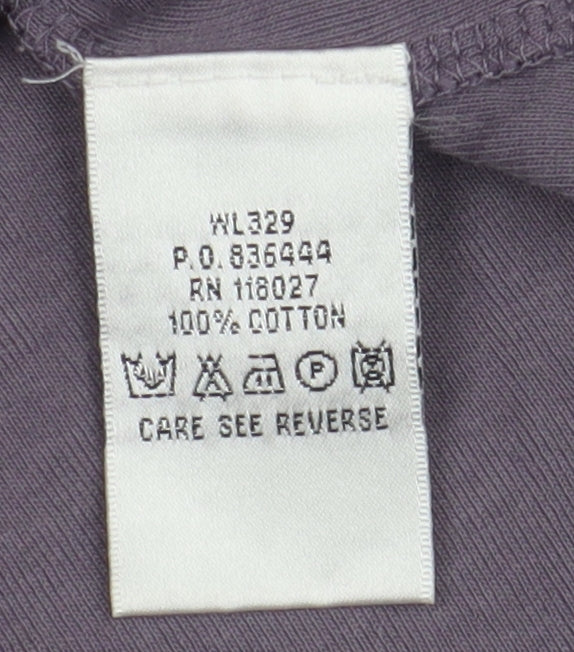 WL329
P.O. 836444
RN 118027
100% COTTON
P
CARE SEE REVERSE